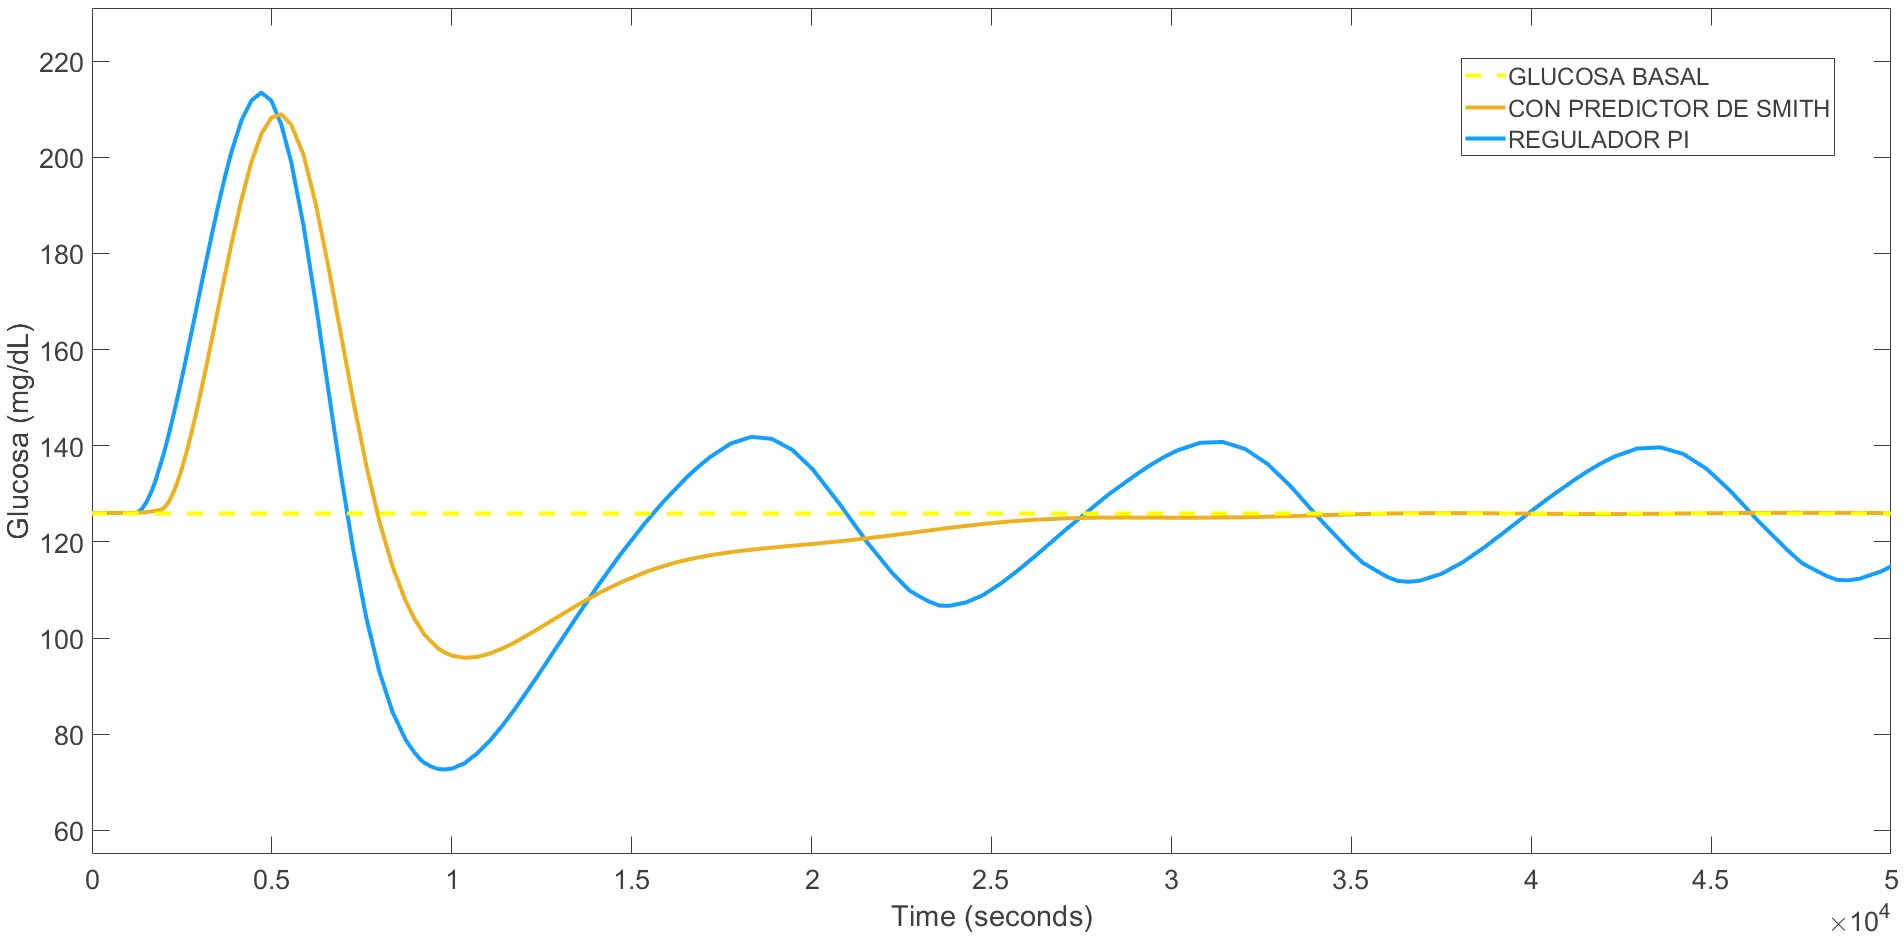 GLUCOSA BASAL
CON PREDICTOR DE SMITH
REGULADOR PI
220
200
180
160
140
120
100
80
60
Glucosa (mg/dL)
0 0.5 1 1.5 2 2.5 3 3.5 4 4.5 5
Time (seconds)
×10⁴